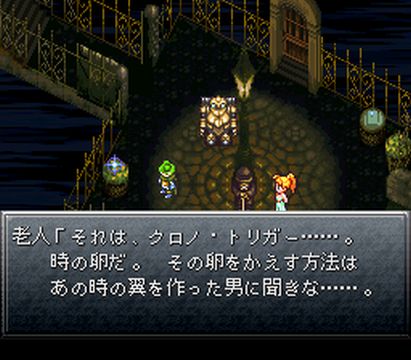 老人「それは、クロノ・トリガー……。
時の卵だ。 その卵をかえす方法は
あの時の翼を作った男に聞きな……。